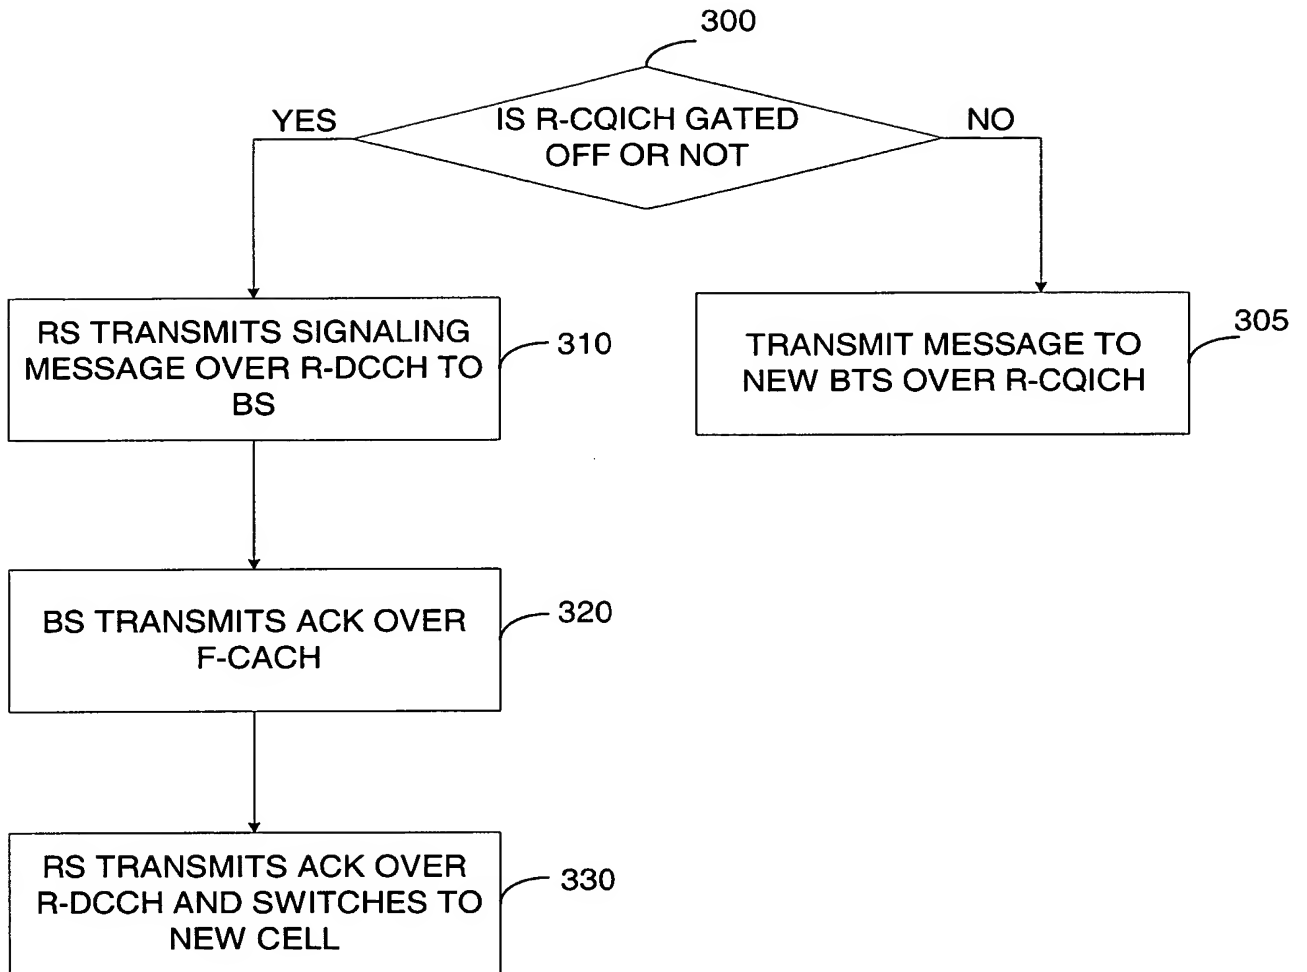 300
YES
IS R-CQICH GATED
OFF OR NOT
NO
RS TRANSMITS SIGNALING
MESSAGE OVER R-DCCH TO
BS
310
TRANSMIT MESSAGE TO
NEW BTS OVER R-CQICH
305
BS TRANSMITS ACK OVER
F-CACH
320
RS TRANSMITS ACK OVER
R-DCCH AND SWITCHES TO
NEW CELL
330